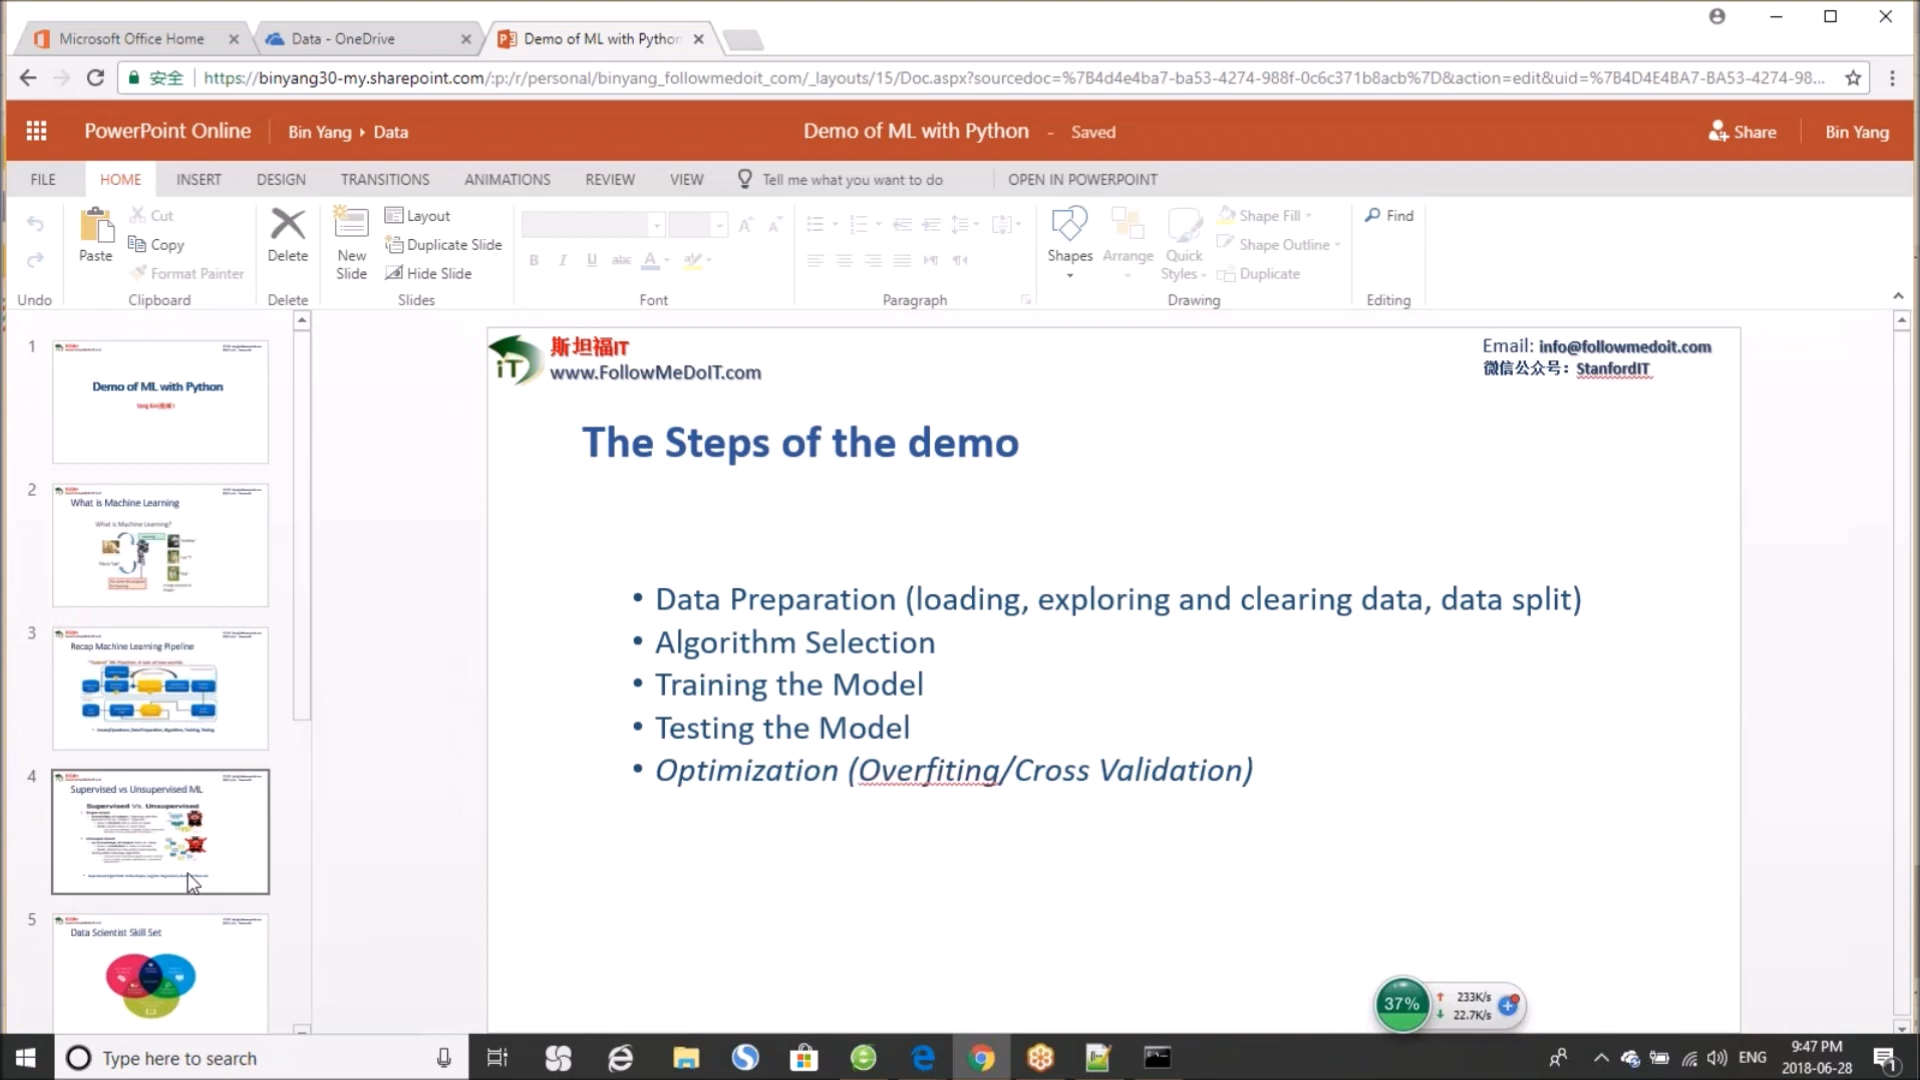 Microsoft Office Home
Data - OneDrive
Demo of ML with Python
安全
https://binyang30-my.sharepoint.com/:p:/r/personal/binyang_followmedoit_com/_layouts/15/Doc.aspx?sourcedoc=%7B4d4e4ba7-ba53-4274-988f-0c6c371b8acb%7D&action=edit&uid=%7B4D4E4BA7-BA53-4274-98...
PowerPoint Online
Bin Yang ▸ Data
Demo of ML with Python - Saved
Share
Bin Yang
FILE HOME INSERT DESIGN TRANSITIONS ANIMATIONS REVIEW VIEW Tell me what you want to do OPEN IN POWERPOINT
Undo
Paste
Cut
Copy
Format Painter
Clipboard
Delete
Delete
New Slide
Layout
Duplicate Slide
Hide Slide
Slides
B I U abc A
Font
Paragraph
Shapes
Arrange
Quick Styles
Shape Fill
Shape Outline
Duplicate
Drawing
Find
Editing
1
Demo of ML with Python
2
What is Machine Learning
What is Machine Learning?
3
Recap Machine Learning Pipeline
4
Supervised vs Unsupervised ML
Supervised Vs. Unsupervised
5
Data Scientist Skill Set
iT
斯坦福IT
www.FollowMeDoIT.com
Email: info@followmedoit.com
微信公众号：StanfordIT
The Steps of the demo
• Data Preparation (loading, exploring and clearing data, data split)
• Algorithm Selection
• Training the Model
• Testing the Model
• Optimization (Overfiting/Cross Validation)
37%
233K/s
22.7K/s
Type here to search
ENG
9:47 PM
2018-06-28
1